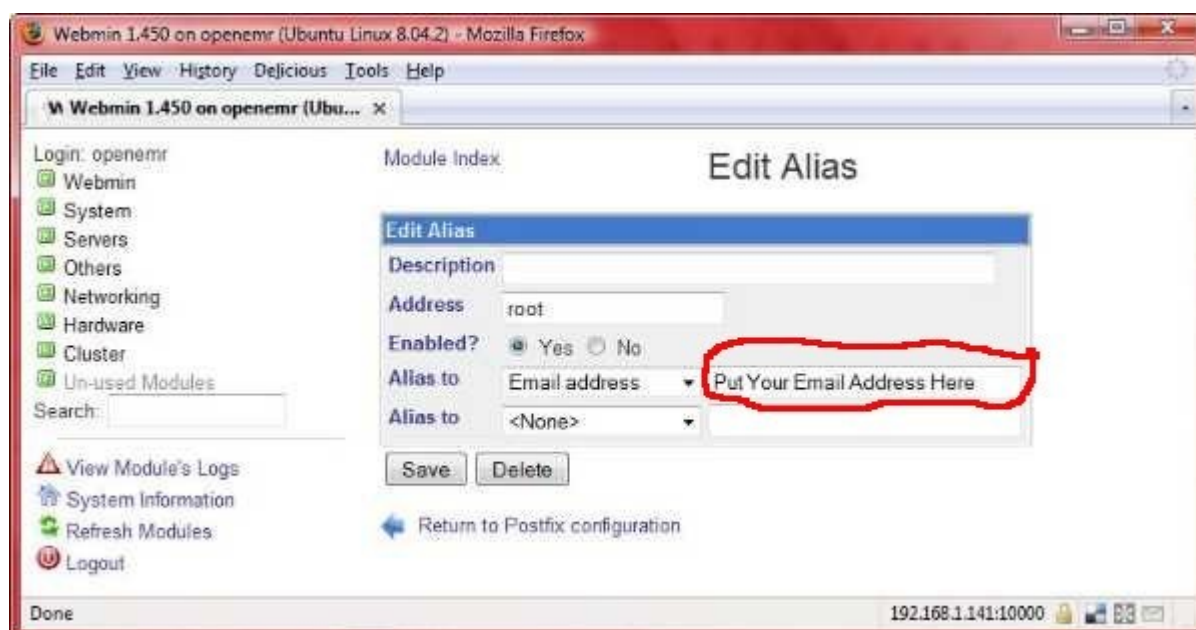 Webmin 1.450 on openemr (Ubuntu Linux 8.04.2) - Mozilla Firefox
File Edit View History Delicious Tools Help
Webmin 1.450 on openemr (Ubu... ×
Login: openemr
Webmin
System
Servers
Others
Networking
Hardware
Cluster
Un-used Modules
Search:
View Module's Logs
System Information
Refresh Modules
Logout
Module Index
Edit Alias
Edit Alias
Description
Address root
Enabled? Yes No
Alias to Email address Put Your Email Address Here
Alias to <None>
Save Delete
Return to Postfix configuration
Done 192.168.1.141:10000